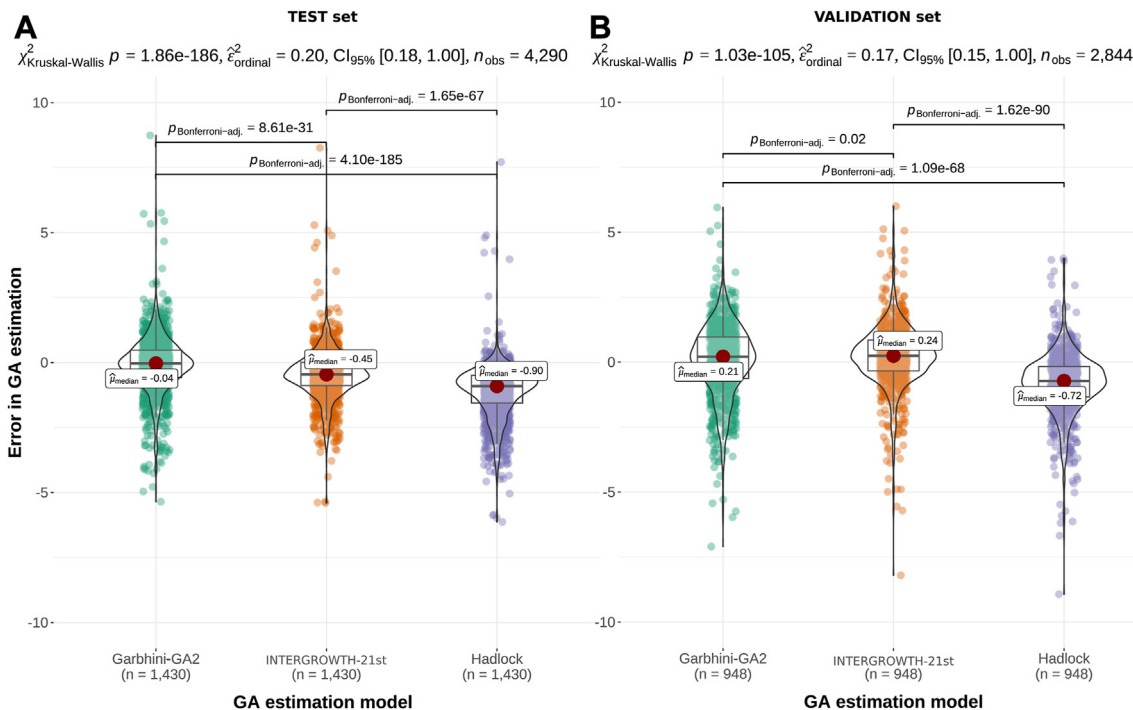 A
TEST set
χ²Kruskal-Wallis p = 1.86e-186, ε̂²ordinal = 0.20, CI95% [0.18, 1.00], nobs = 4,290
10
5
0
-5
-10
Error in GA estimation
pBonferroni−adj. = 1.65e-67
pBonferroni−adj. = 8.61e-31
pBonferroni−adj. = 4.10e-185
μ̂median = -0.04
μ̂median = -0.45
μ̂median = -0.90
Garbhini-GA2
(n = 1,430)
INTERGROWTH-21st
(n = 1,430)
Hadlock
(n = 1,430)
GA estimation model
B
VALIDATION set
χ²Kruskal-Wallis p = 1.03e-105, ε̂²ordinal = 0.17, CI95% [0.15, 1.00], nobs = 2,844
10
5
0
-5
-10
pBonferroni−adj. = 1.62e-90
pBonferroni−adj. = 0.02
pBonferroni−adj. = 1.09e-68
μ̂median = 0.21
μ̂median = 0.24
μ̂median = -0.72
Garbhini-GA2
(n = 948)
INTERGROWTH-21st
(n = 948)
Hadlock
(n = 948)
GA estimation model